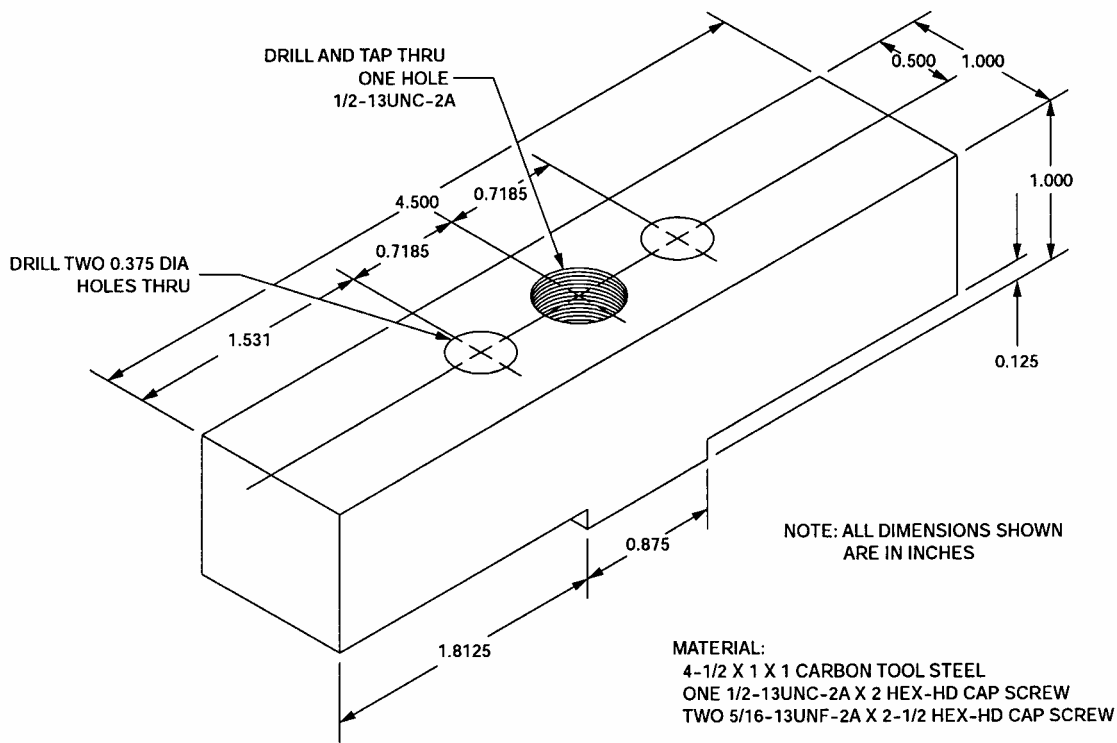 DRILL AND TAP THRU
ONE HOLE
1/2-13UNC-2A
0.500
1.000
4.500
0.7185
0.7185
1.000
DRILL TWO 0.375 DIA
HOLES THRU
1.531
0.125
0.875
NOTE: ALL DIMENSIONS SHOWN
ARE IN INCHES
1.8125
MATERIAL:
4-1/2 X 1 X 1 CARBON TOOL STEEL
ONE 1/2-13UNC-2A X 2 HEX-HD CAP SCREW
TWO 5/16-13UNF-2A X 2-1/2 HEX-HD CAP SCREW